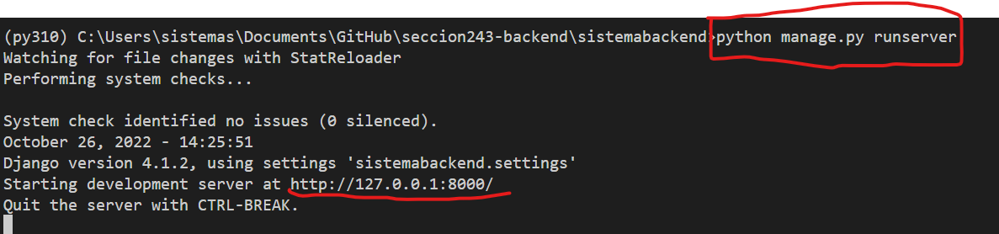 (py310) C:\Users\sistemas\Documents\GitHub\seccion243-backend\sistemabackend>python manage.py runserver
Watching for file changes with StatReloader
Performing system checks...
System check identified no issues (0 silenced).
October 26, 2022 - 14:25:51
Django version 4.1.2, using settings 'sistemabackend.settings'
Starting development server at http://127.0.0.1:8000/
Quit the server with CTRL-BREAK.